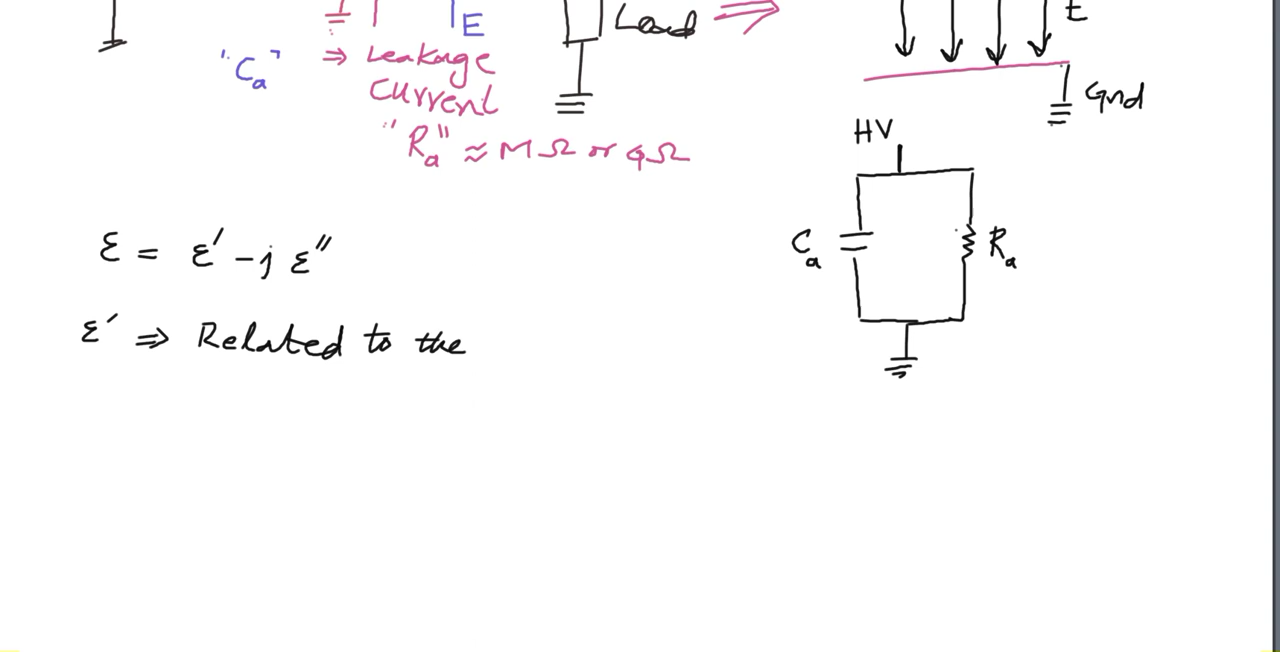 E
Load
E
"Ca" ⇒ Leakage
Current
Gnd
"Ra" ≈ MΩ or GΩ
HV
Ca
Ra
ε = ε′ - j ε″
ε′ ⇒ Related to the